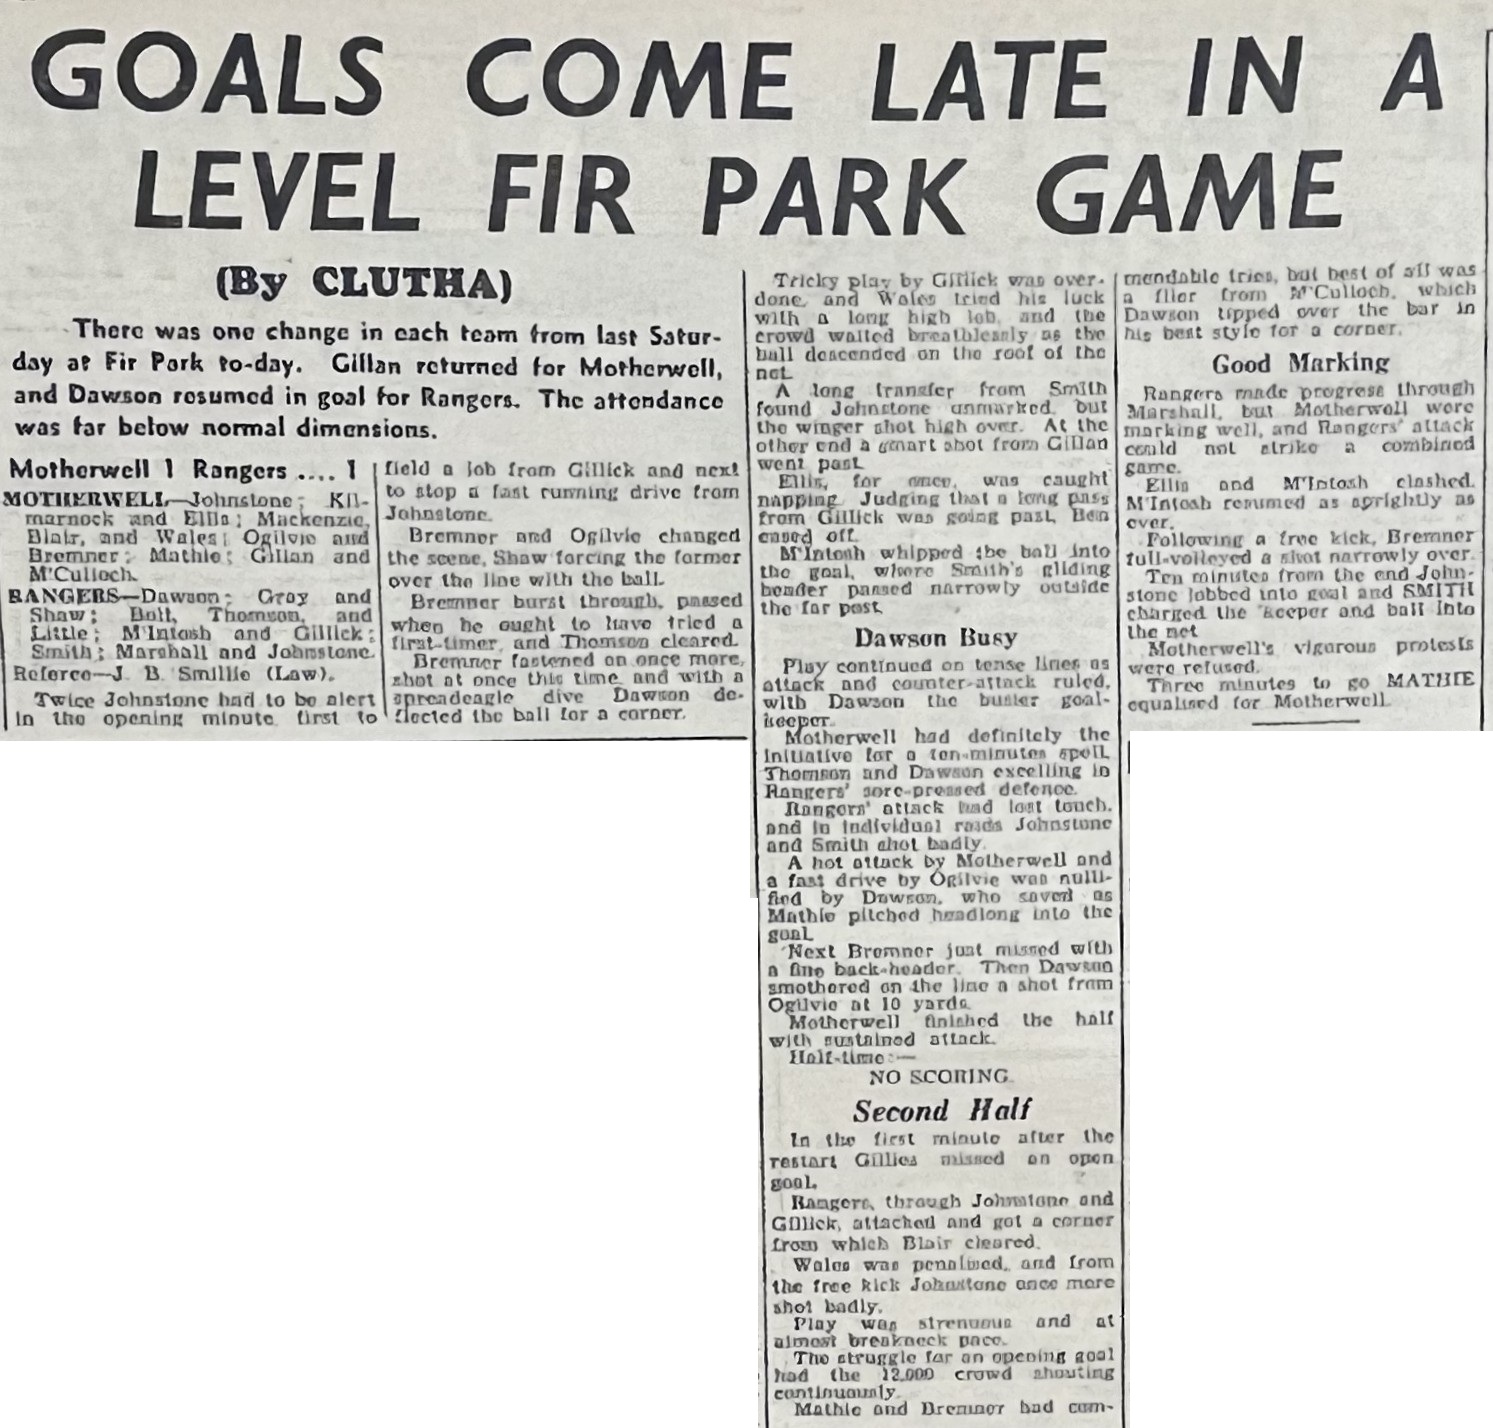 GOALS COME LATE IN A
LEVEL FIR PARK GAME
(By CLUTHA)
There was one change in each team from last Satur-
day at Fir Park to-day. Gillan returned for Motherwell,
and Dawson resumed in goal for Rangers. The attendance
was far below normal dimensions.
Motherwell 1 Rangers .... 1
MOTHERWELL—Johnstone; Kil-
marnock and Ellis; Mackenzie,
Blair, and Wales; Ogilvie and
Bremner; Mathie; Gillan and
M'Culloch.
RANGERS—Dawson; Gray and
Shaw; Bolt, Thomson, and
Little; M'Intosh and Gillick;
Smith; Marshall and Johnstone.
Referee—J. B. Smillie (Law).
Twice Johnstone had to be alert
in the opening minute, first to
field a lob from Gillick and next
to stop a fast running drive from
Johnstone.
Bremner and Ogilvie changed
the scene, Shaw forcing the former
over the line with the ball.
Bremner burst through, passed
when he ought to have tried a
first-timer, and Thomson cleared.
Bremner fastened on once more,
shot at once this time, and with a
spreadeagle dive Dawson de-
flected the ball for a corner.
Tricky play by Gillick was over-
done, and Wales tried his luck
with a long high lob, and the
crowd waited breathlessly as the
ball descended on the roof of the
net.
A long transfer from Smith
found Johnstone unmarked, but
the winger shot high over. At the
other end a smart shot from Gillan
went past.
Ellis, for once, was caught
napping. Judging that a long pass
from Gillick was going past, Ben
eased off.
M'Intosh whipped the ball into
the goal, where Smith's gliding
header passed narrowly outside
the far post.
Dawson Busy
Play continued on tense lines as
attack and counter-attack ruled,
with Dawson the busier goal-
keeper.
Motherwell had definitely the
initiative for a ten-minutes spell,
Thomson and Dawson excelling in
Rangers' sore-pressed defence.
Rangers' attack had lost touch,
and in individual raids Johnstone
and Smith shot badly.
A hot attack by Motherwell and
a fast drive by Ogilvie was nulli-
fied by Dawson, who saved as
Mathie pitched headlong into the
goal.
Next Bremner just missed with
a fine back-header. Then Dawson
smothered on the line a shot from
Ogilvie at 10 yards.
Motherwell finished the half
with sustained attack.
Half-time:—
NO SCORING.
Second Half
In the first minute after the
restart Gillies missed an open
goal.
Rangers, through Johnstone and
Gillick, attacked and got a corner
from which Blair cleared.
Wales was penalised, and from
the free kick Johnstone once more
shot badly.
Play was strenuous and at
almost breakneck pace.
The struggle for an opening goal
had the 12,000 crowd shouting
continuously.
Mathie and Bremner had com-
mendable tries, but best of all was
a flier from M'Culloch, which
Dawson tipped over the bar in
his best style for a corner.
Good Marking
Rangers made progress through
Marshall, but Motherwell were
marking well, and Rangers' attack
could not strike a combined
game.
Ellis and M'Intosh clashed.
M'Intosh resumed as sprightly as
ever.
Following a free kick, Bremner
full-volleyed a shot narrowly over.
Ten minutes from the end John-
stone lobbed into goal and SMITH
charged the 'keeper and ball into
the net
Motherwell's vigorous protests
were refused.
Three minutes to go MATHIE
equalised for Motherwell.